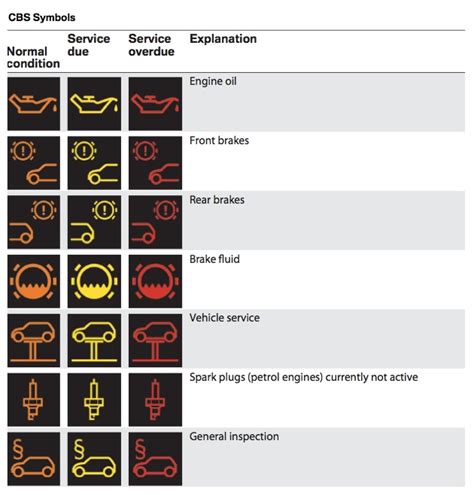 CBS Symbols
Normal condition Service due Service overdue Explanation
Engine oil
Front brakes
Rear brakes
Brake fluid
Vehicle service
Spark plugs (petrol engines) currently not active
General inspection